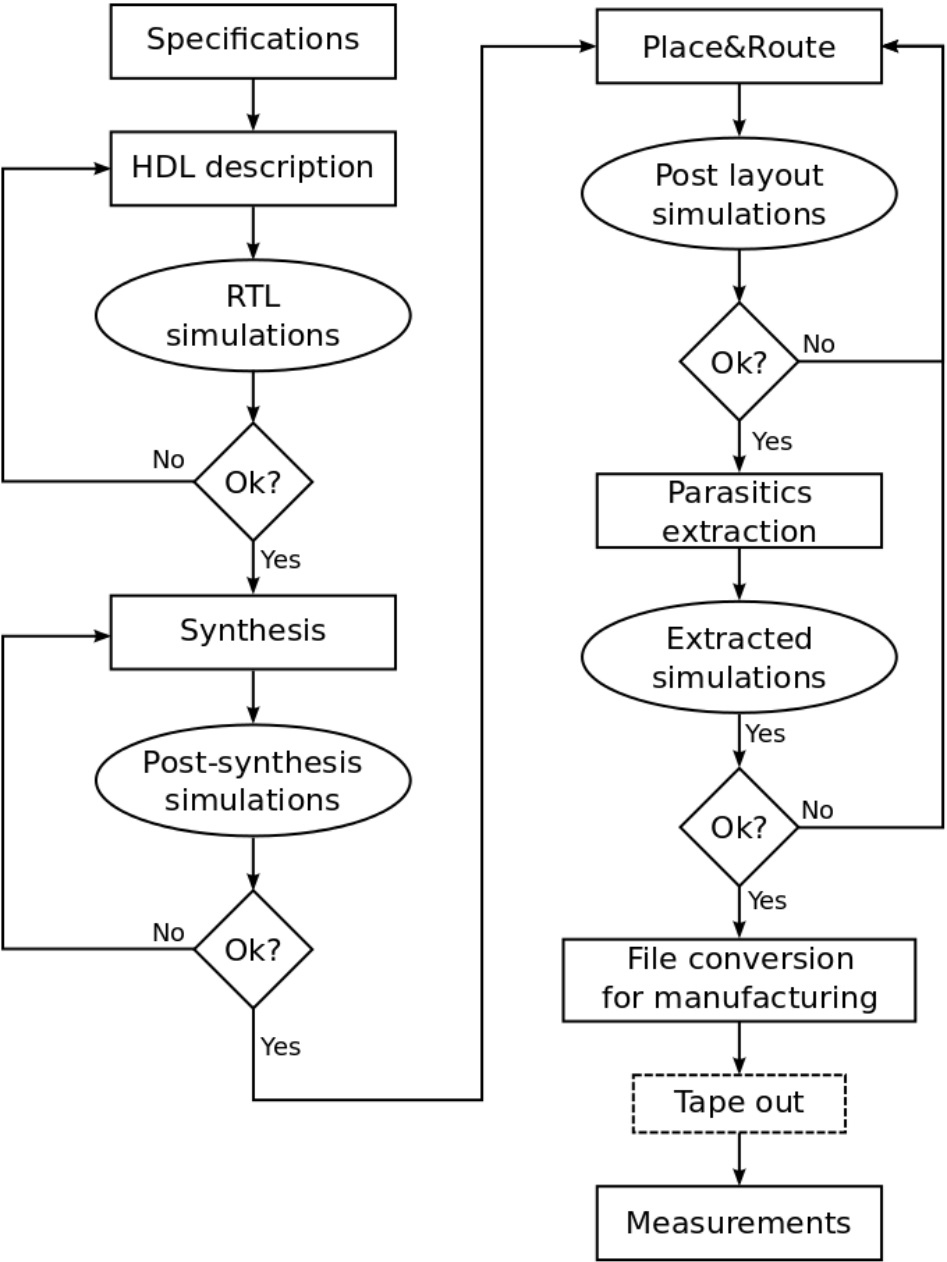 Specifications
HDL description
RTL
simulations
Ok?
No
Yes
Synthesis
Post-synthesis
simulations
Ok?
No
Yes
Place&Route
Post layout
simulations
Ok?
No
Yes
Parasitics
extraction
Extracted
simulations
Yes
Ok?
No
Yes
File conversion
for manufacturing
Tape out
Measurements